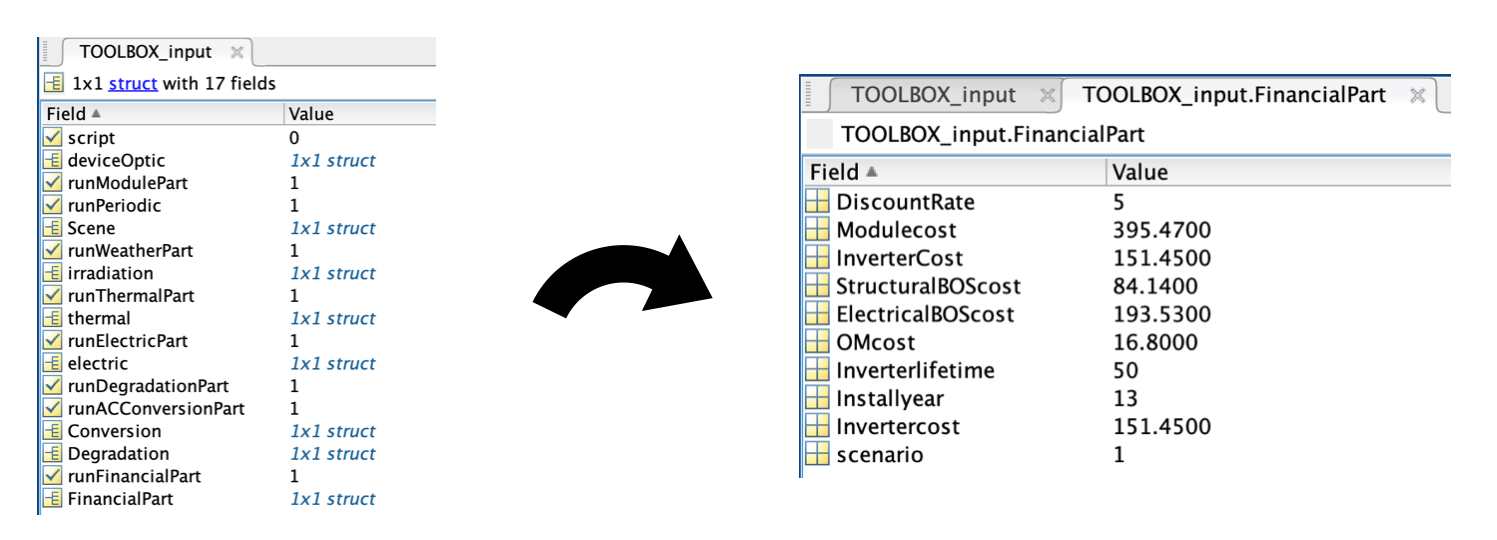 TOOLBOX_input
1x1 struct with 17 fields
Field Value
script 0
deviceOptic 1x1 struct
runModulePart 1
runPeriodic 1
Scene 1x1 struct
runWeatherPart 1
irradiation 1x1 struct
runThermalPart 1
thermal 1x1 struct
runElectricPart 1
electric 1x1 struct
runDegradationPart 1
runACConversionPart 1
Conversion 1x1 struct
Degradation 1x1 struct
runFinancialPart 1
FinancialPart 1x1 struct
TOOLBOX_input TOOLBOX_input.FinancialPart
TOOLBOX_input.FinancialPart
Field Value
DiscountRate 5
Modulecost 395.4700
InverterCost 151.4500
StructuralBOScost 84.1400
ElectricalBOScost 193.5300
OMcost 16.8000
Inverterlifetime 50
Installyear 13
Invertercost 151.4500
scenario 1